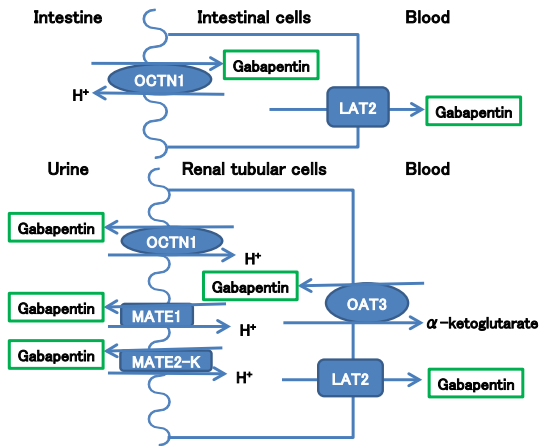 Intestine Intestinal cells Blood
OCTN1
Gabapentin
H⁺
LAT2
Gabapentin
Urine Renal tubular cells Blood
Gabapentin
OCTN1
H⁺
Gabapentin
OAT3
α-ketoglutarate
Gabapentin
MATE1
H⁺
Gabapentin
MATE2-K
H⁺
LAT2
Gabapentin